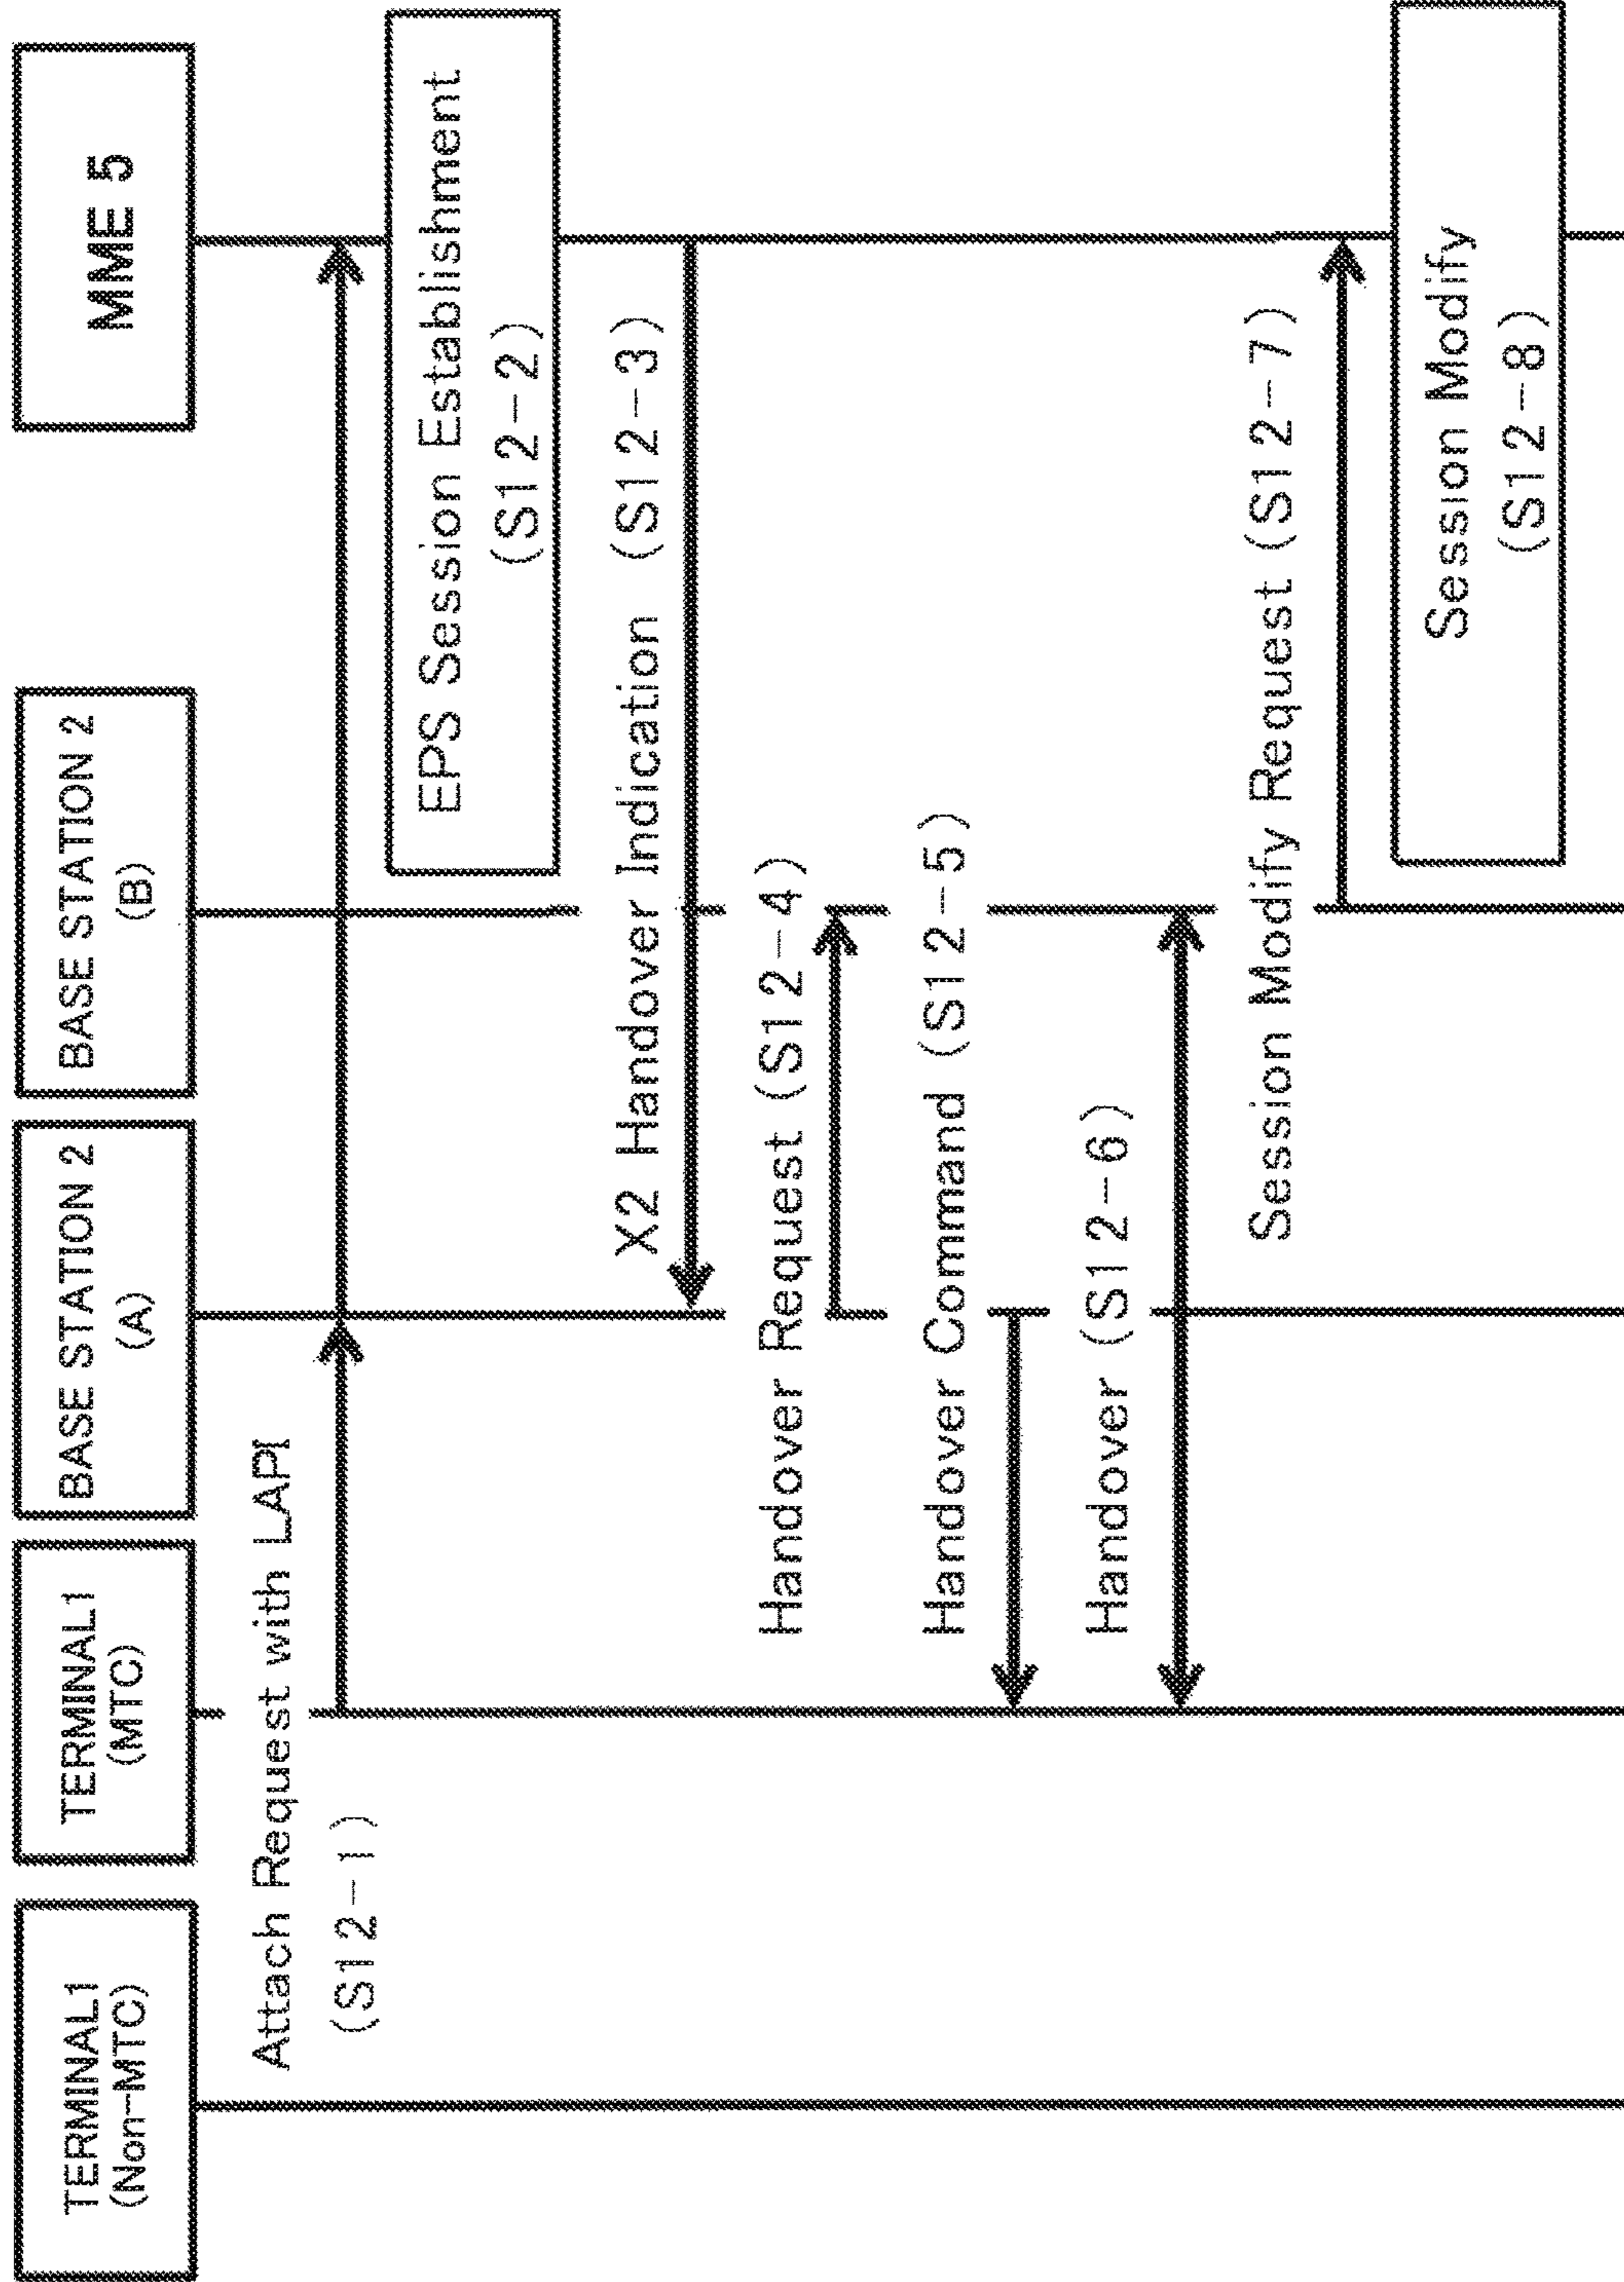 TERMINAL1
(Non-MTC)
TERMINAL1
(MTC)
BASE STATION 2
(A)
BASE STATION 2
(B)
MME 5
Attach Request with LAPI
(S12-1)
EPS Session Establishment
(S12-2)
X2 Handover Indication (S12-3)
Handover Request (S12-4)
Handover Command (S12-5)
Handover (S12-6)
Session Modify Request (S12-7)
Session Modify
(S12-8)